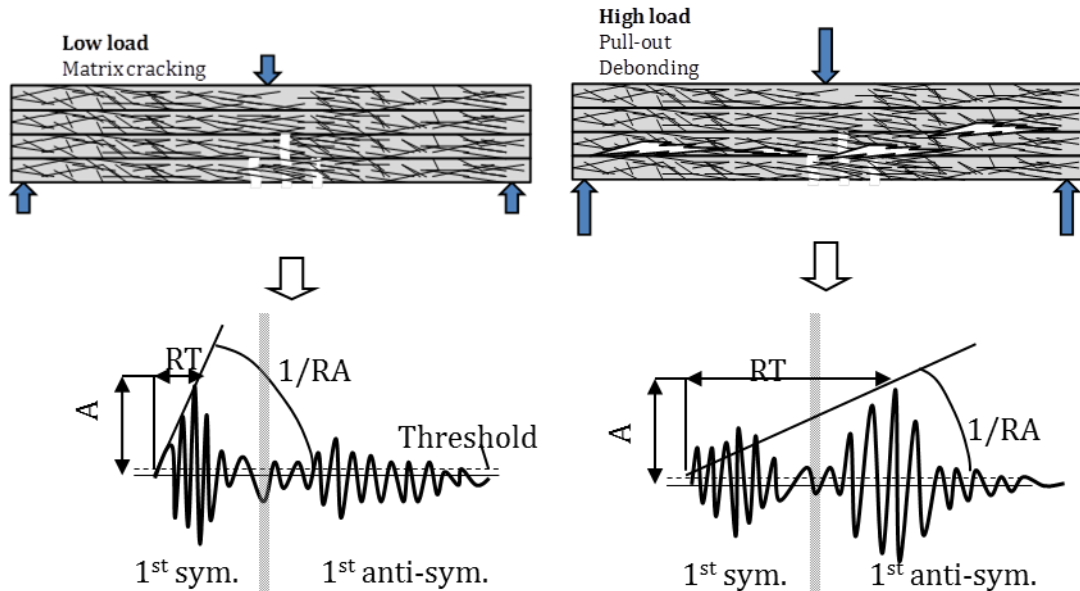 Low load
Matrix cracking
High load
Pull-out
Debonding
RT
1/RA
A
Threshold
1st sym.
1st anti-sym.
RT
A
1/RA
1st sym.
1st anti-sym.